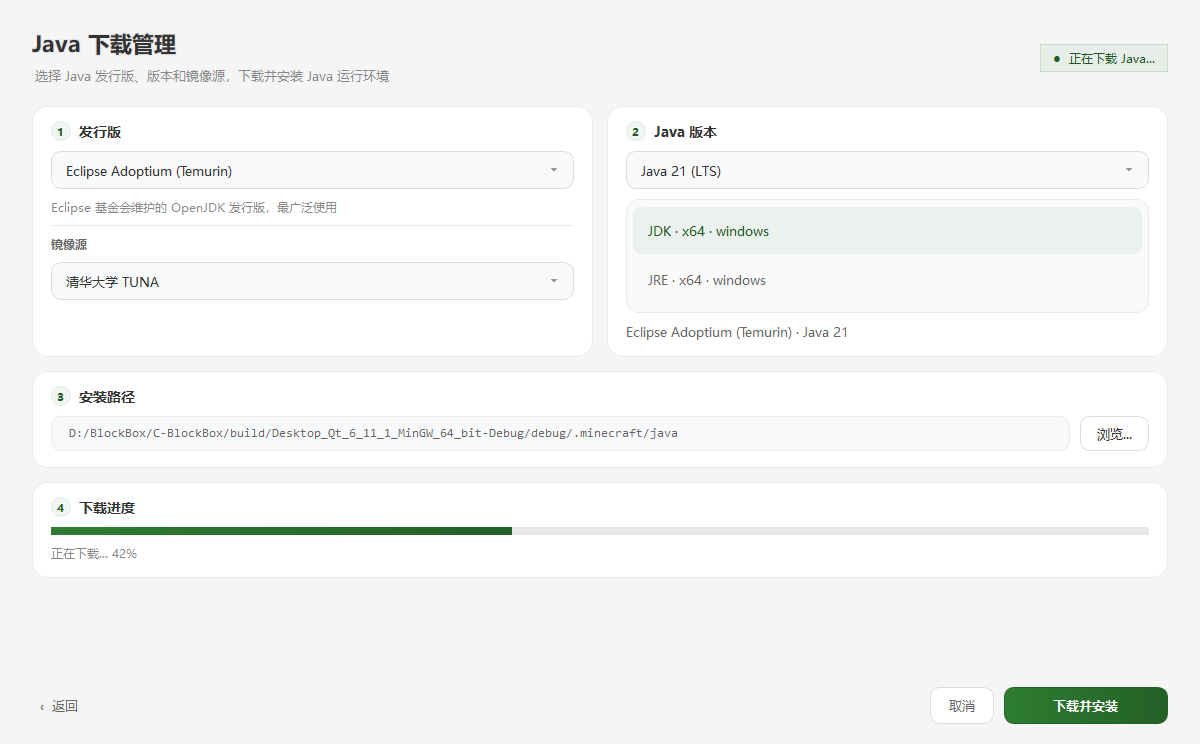 Java 下载管理
选择 Java 发行版、版本和镜像源，下载并安装 Java 运行环境
● 正在下载 Java...
1 发行版
Eclipse Adoptium (Temurin)
Eclipse 基金会维护的 OpenJDK 发行版，最广泛使用
镜像源
清华大学 TUNA
2 Java 版本
Java 21 (LTS)
JDK · x64 · windows
JRE · x64 · windows
Eclipse Adoptium (Temurin) · Java 21
3 安装路径
D:/BlockBox/C-BlockBox/build/Desktop_Qt_6_11_1_MinGW_64_bit-Debug/debug/.minecraft/java
浏览...
4 下载进度
正在下载... 42%
‹ 返回
取消
下载并安装